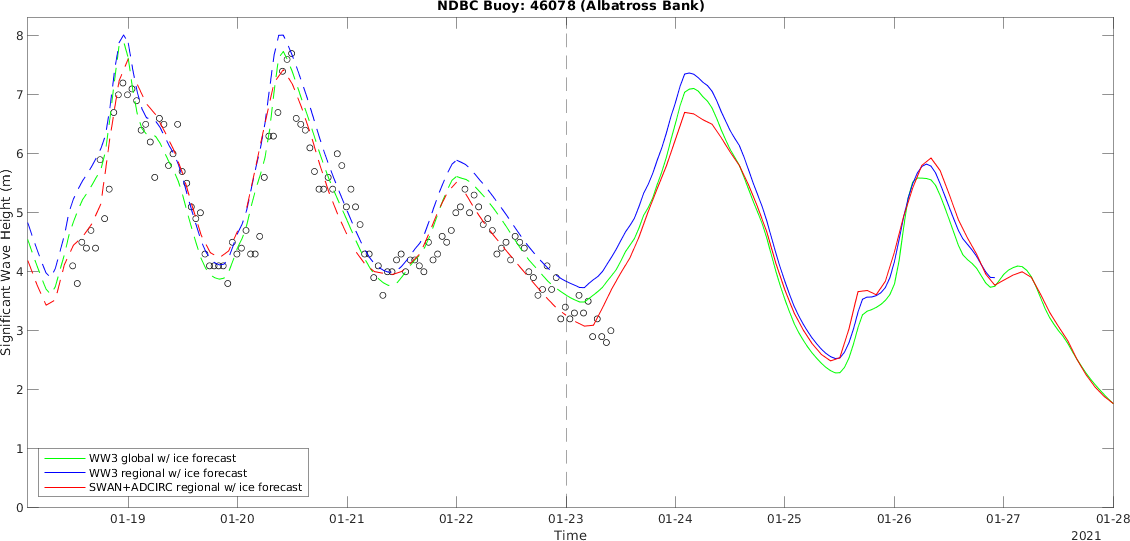 NDBC Buoy: 46078 (Albatross Bank)
8
7
6
5
4
3
2
1
0
Significant Wave Height (m)
WW3 global w/ ice forecast
WW3 regional w/ ice forecast
SWAN+ADCIRC regional w/ ice forecast
01-19 01-20 01-21 01-22 01-23 01-24 01-25 01-26 01-27 01-28
Time
2021